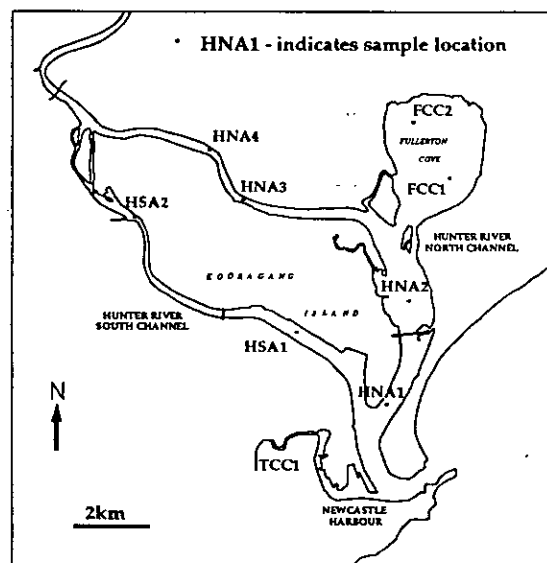 HNA1 - indicates sample location
FCC2
FULLERTON
COVE
HNA4
FCC1
HNA3
HSA2
HUNTER RIVER
NORTH CHANNEL
KOORAGANG
HNA2
ISLAND
HUNTER RIVER
SOUTH CHANNEL
HSA1
HNA1
N
TCC1
2km
NEWCASTLE
HARBOUR